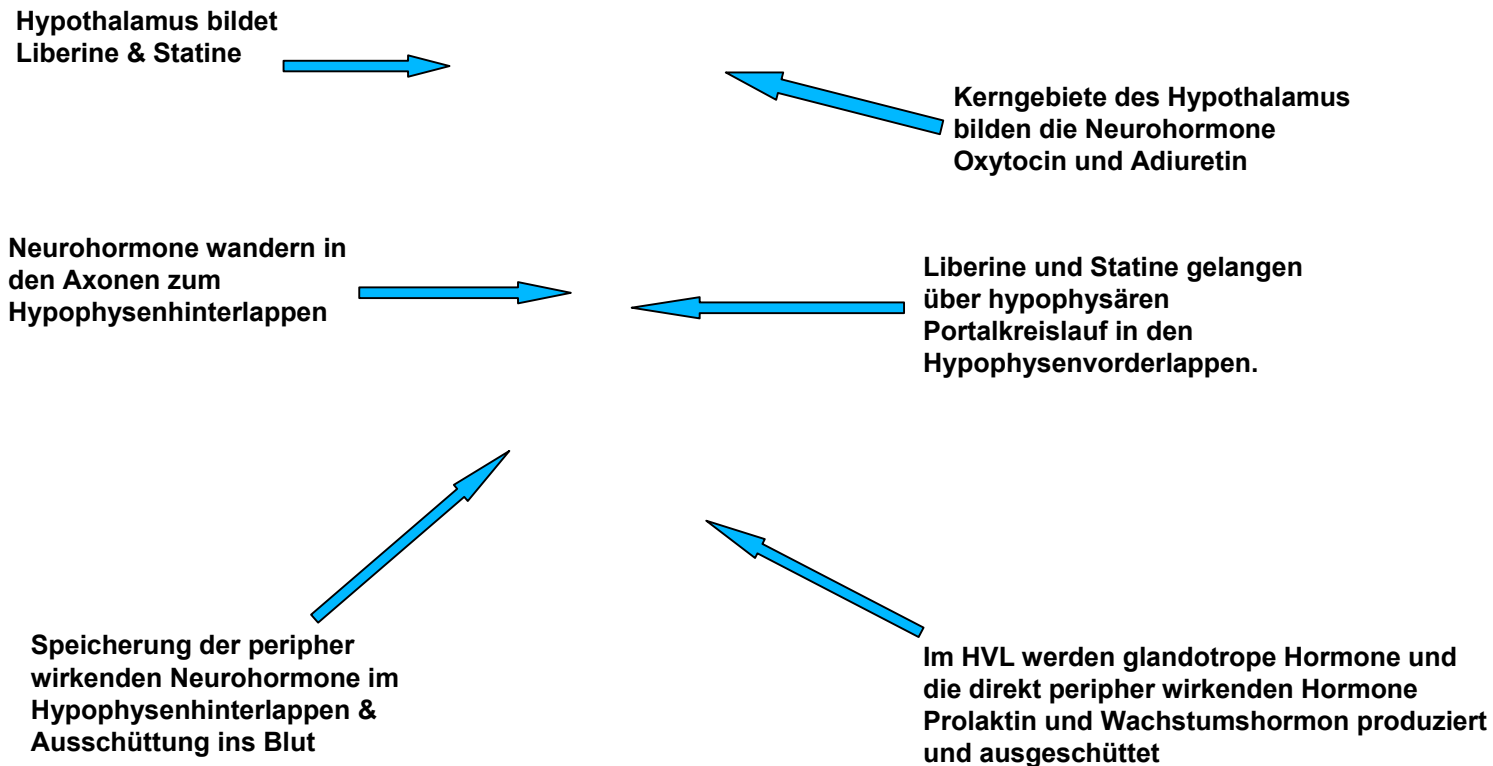 Hypothalamus bildet
Liberine & Statine
Kerngebiete des Hypothalamus
bilden die Neurohormone
Oxytocin und Adiuretin
Neurohormone wandern in
den Axonen zum
Hypophysenhinterlappen
Liberine und Statine gelangen
über hypophysären
Portalkreislauf in den
Hypophysenvorderlappen.
Speicherung der peripher
wirkenden Neurohormone im
Hypophysenhinterlappen &
Ausschüttung ins Blut
Im HVL werden glandotrope Hormone und
die direkt peripher wirkenden Hormone
Prolaktin und Wachstumshormon produziert
und ausgeschüttet